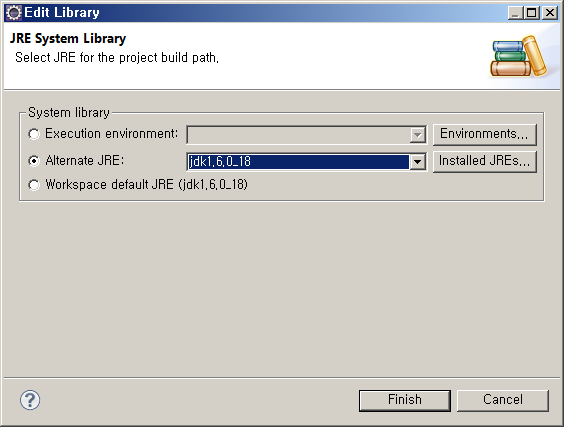 Edit Library
JRE System Library
Select JRE for the project build path,
System library
Execution environment:
Environments,,,
Alternate JRE:
jdk1,6,0_18
Installed JREs,,,
Workspace default JRE (jdk1,6,0_18)
?
Finish
Cancel